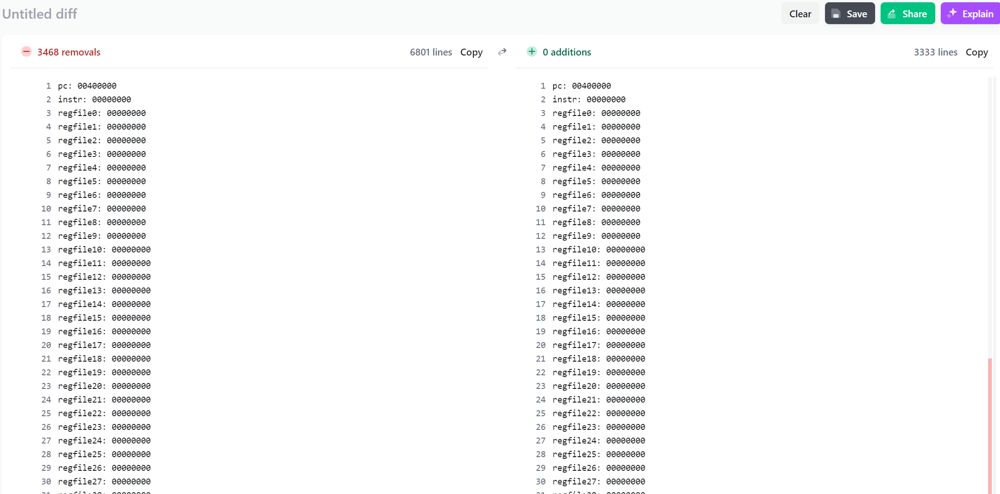 Untitled diff
Clear
Save
Share
Explain
3468 removals
6801 lines
Copy
0 additions
3333 lines
Copy
1 pc: 00400000
2 instr: 00000000
3 regfile0: 00000000
4 regfile1: 00000000
5 regfile2: 00000000
6 regfile3: 00000000
7 regfile4: 00000000
8 regfile5: 00000000
9 regfile6: 00000000
10 regfile7: 00000000
11 regfile8: 00000000
12 regfile9: 00000000
13 regfile10: 00000000
14 regfile11: 00000000
15 regfile12: 00000000
16 regfile13: 00000000
17 regfile14: 00000000
18 regfile15: 00000000
19 regfile16: 00000000
20 regfile17: 00000000
21 regfile18: 00000000
22 regfile19: 00000000
23 regfile20: 00000000
24 regfile21: 00000000
25 regfile22: 00000000
26 regfile23: 00000000
27 regfile24: 00000000
28 regfile25: 00000000
29 regfile26: 00000000
30 regfile27: 00000000
1 pc: 00400000
2 instr: 00000000
3 regfile0: 00000000
4 regfile1: 00000000
5 regfile2: 00000000
6 regfile3: 00000000
7 regfile4: 00000000
8 regfile5: 00000000
9 regfile6: 00000000
10 regfile7: 00000000
11 regfile8: 00000000
12 regfile9: 00000000
13 regfile10: 00000000
14 regfile11: 00000000
15 regfile12: 00000000
16 regfile13: 00000000
17 regfile14: 00000000
18 regfile15: 00000000
19 regfile16: 00000000
20 regfile17: 00000000
21 regfile18: 00000000
22 regfile19: 00000000
23 regfile20: 00000000
24 regfile21: 00000000
25 regfile22: 00000000
26 regfile23: 00000000
27 regfile24: 00000000
28 regfile25: 00000000
29 regfile26: 00000000
30 regfile27: 00000000